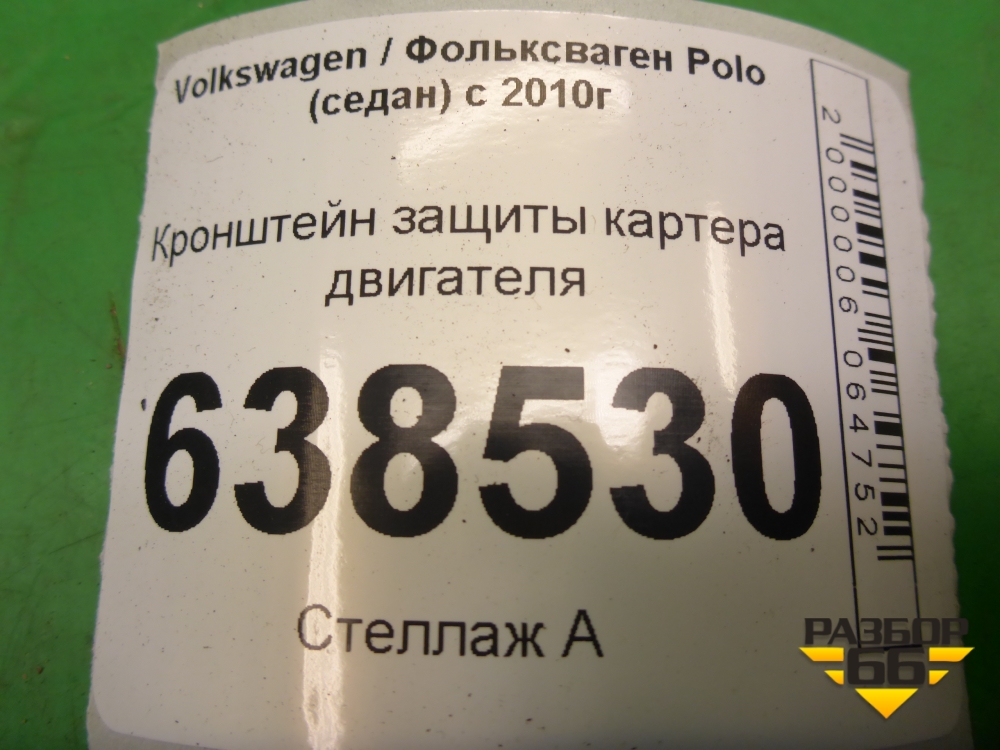 Volkswagen / Фольксваген Polo
(седан) с 2010г
Кронштейн защиты картера
двигателя
638530
Стеллаж А
2000006064752
РАЗБОР
66